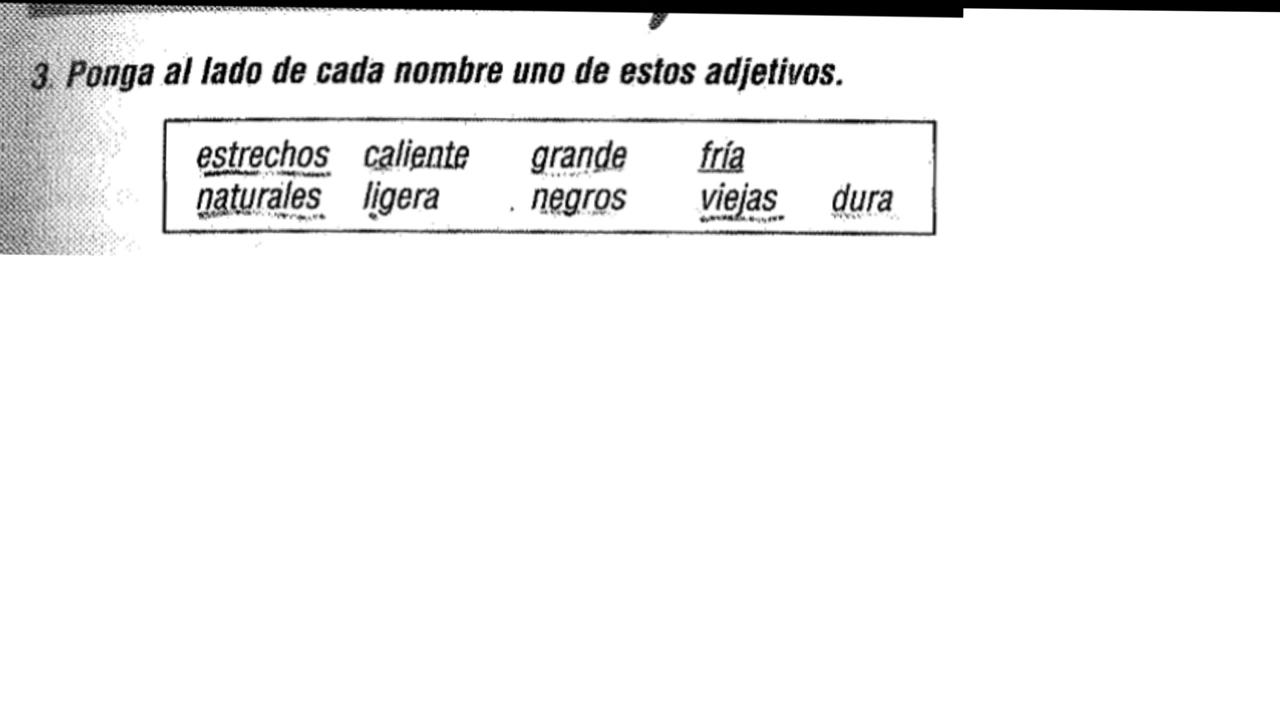 3. Ponga al lado de cada nombre uno de estos adjetivos.
estrechos caliente grande fría
naturales ligera negros viejas dura